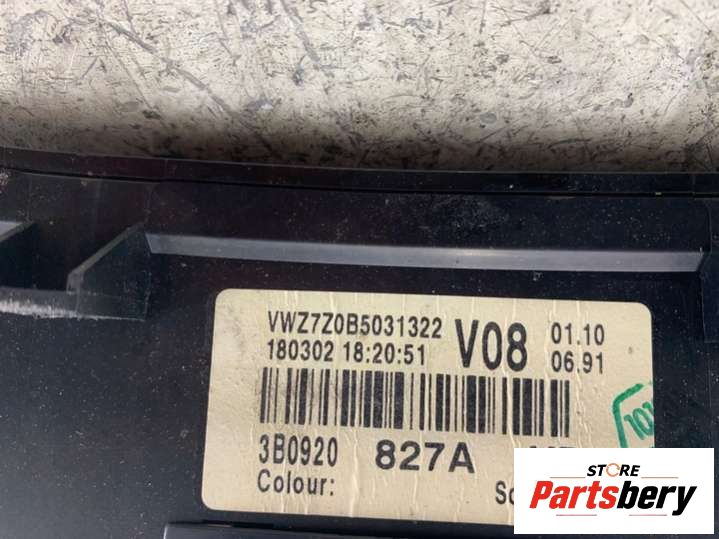 VWZ7Z0B5031322 V08 01.10
180302 18:20:51 06.91
3B0920 827A
Colour:
STORE
Partsbery